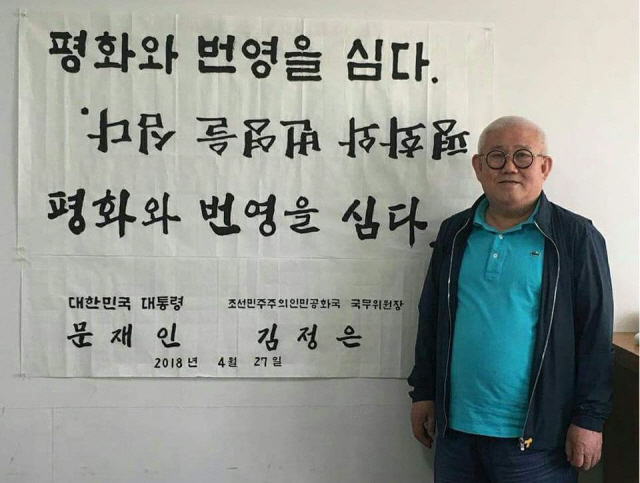 평화와 번영을 심다.
평화와 번영을 심다.
평화와 번영을 심다.
대한민국 대통령 조선민주주의인민공화국 국무위원장
문재인 김정은
2018년 4월 27일